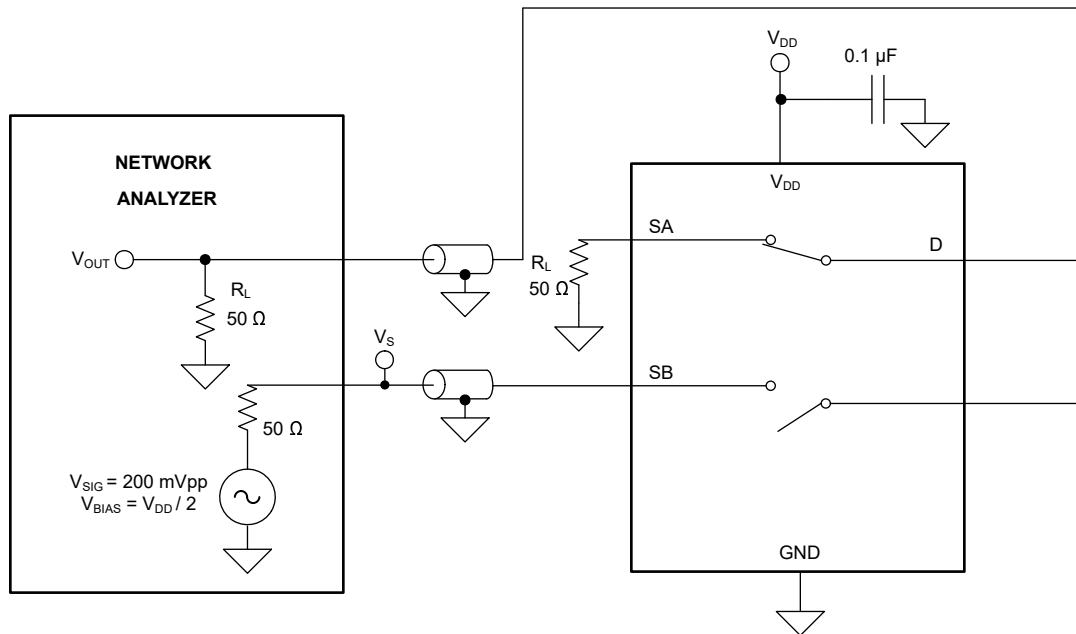 V_DD
0.1 µF
NETWORK
ANALYZER
V_DD
SA
D
V_OUT
R_L
50 Ω
R_L
50 Ω
V_S
SB
50 Ω
V_SIG = 200 mVpp
V_BIAS = V_DD / 2
GND